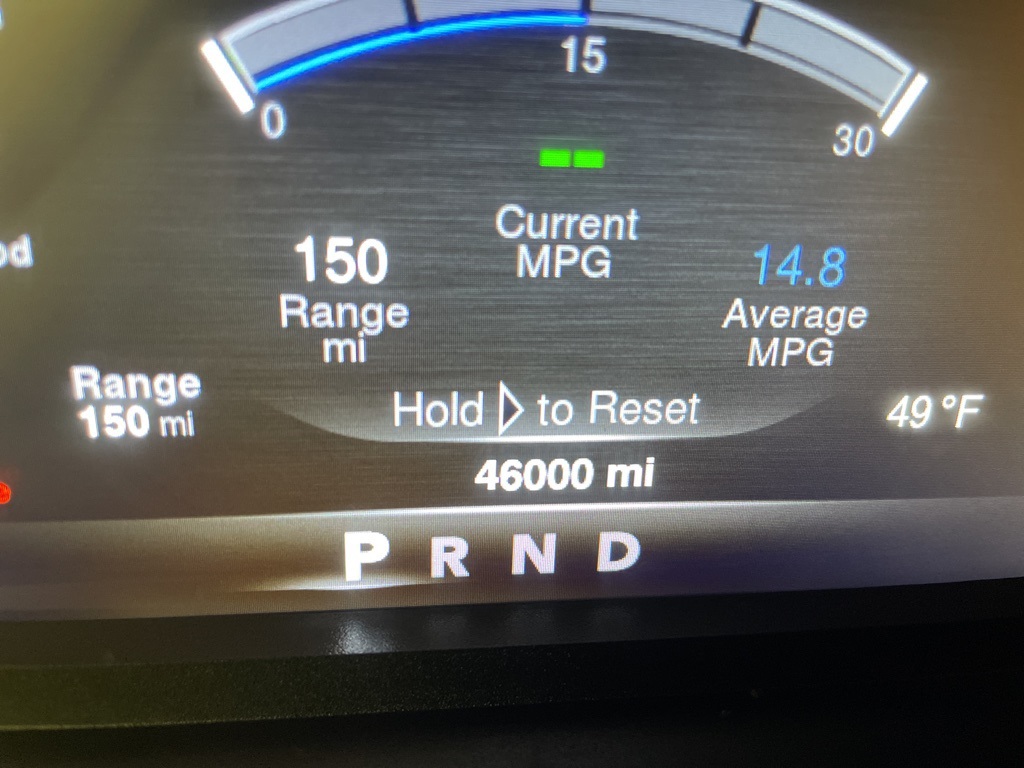 15
0
30
Current
MPG
150
Range
mi
14.8
Average
MPG
Range
150 mi
Hold to Reset
49°F
46000 mi
P R N D